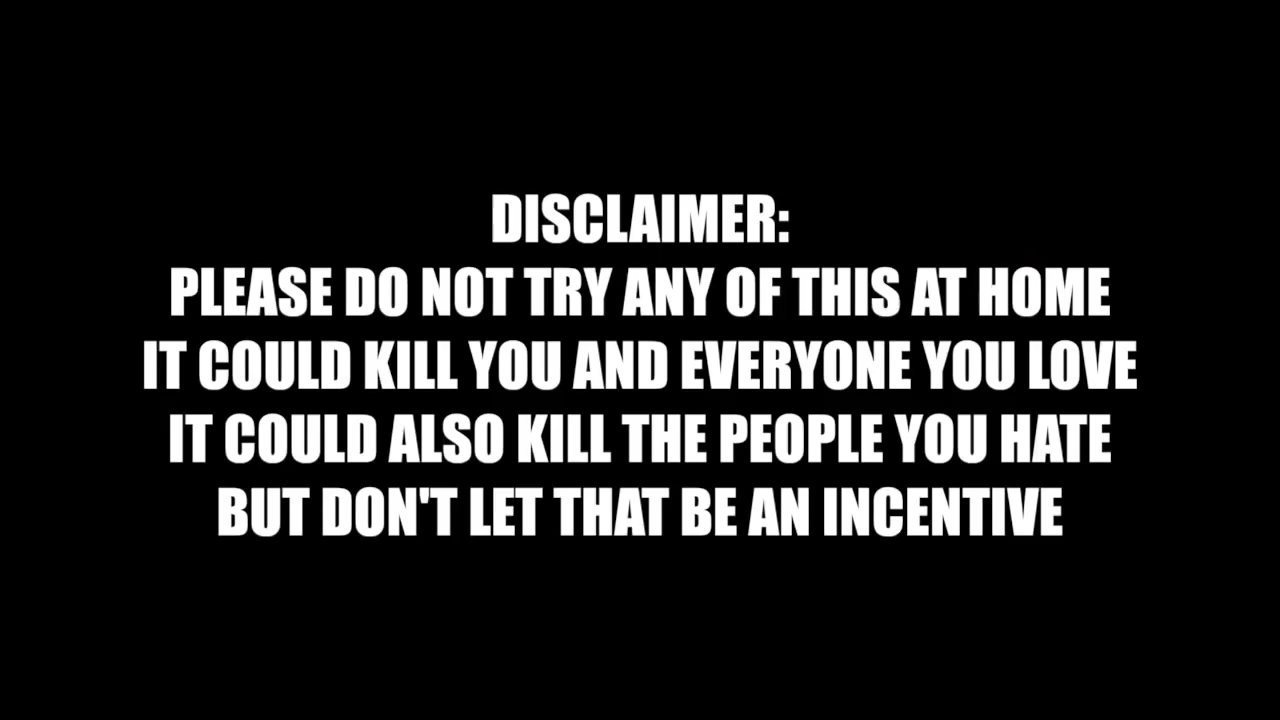 DISCLAIMER:
PLEASE DO NOT TRY ANY OF THIS AT HOME
IT COULD KILL YOU AND EVERYONE YOU LOVE
IT COULD ALSO KILL THE PEOPLE YOU HATE
BUT DON'T LET THAT BE AN INCENTIVE